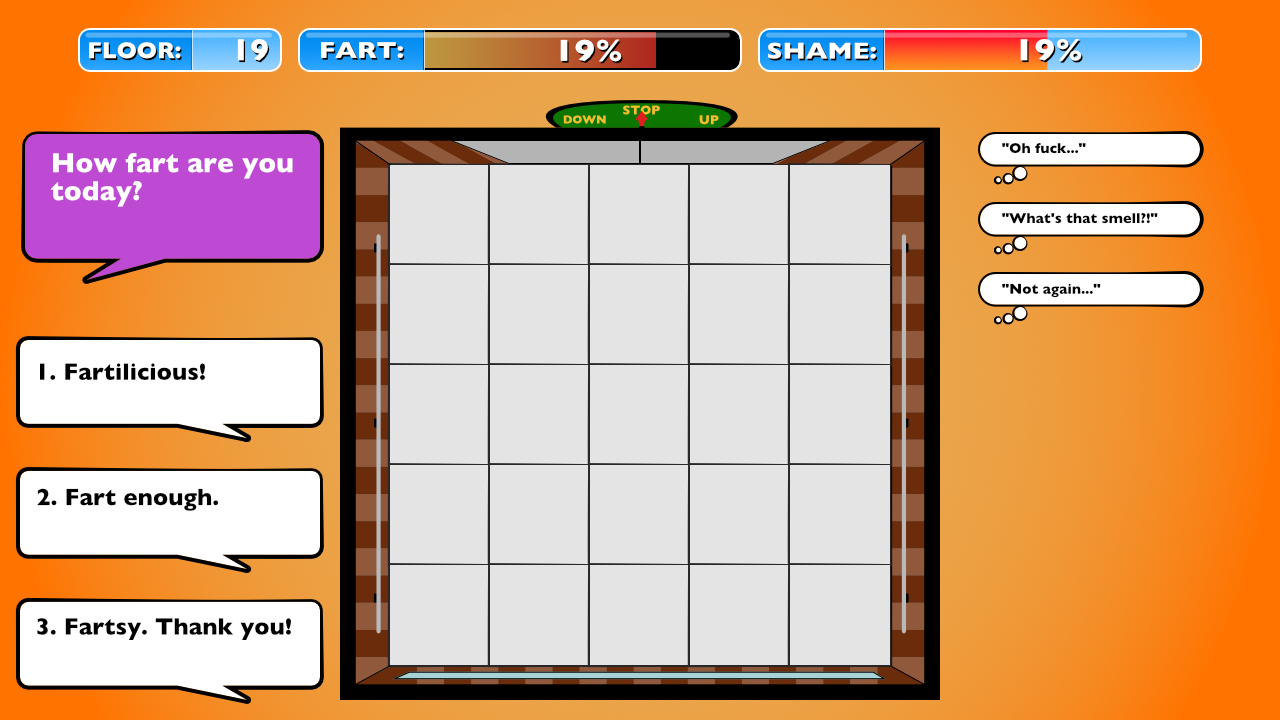 FLOOR: 19
FART: 19%
SHAME: 19%
STOP
DOWN UP
How fart are you
today?
1. Fartilicious!
2. Fart enough.
3. Fartsy. Thank you!
"Oh fuck..."
"What's that smell?!"
"Not again..."